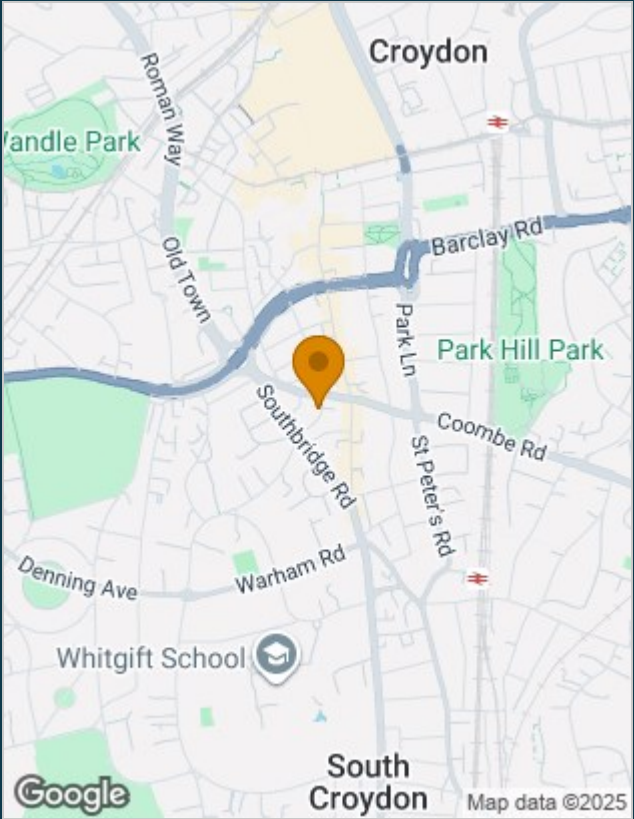 Croydon
Roman Way
Wandle Park
Barclay Rd
Old Town
Park Ln
Park Hill Park
Southbridge Rd
Coombe Rd
St Peter's Rd
Denning Ave
Warham Rd
Whitgift School
South
Croydon
Google
Map data ©2025